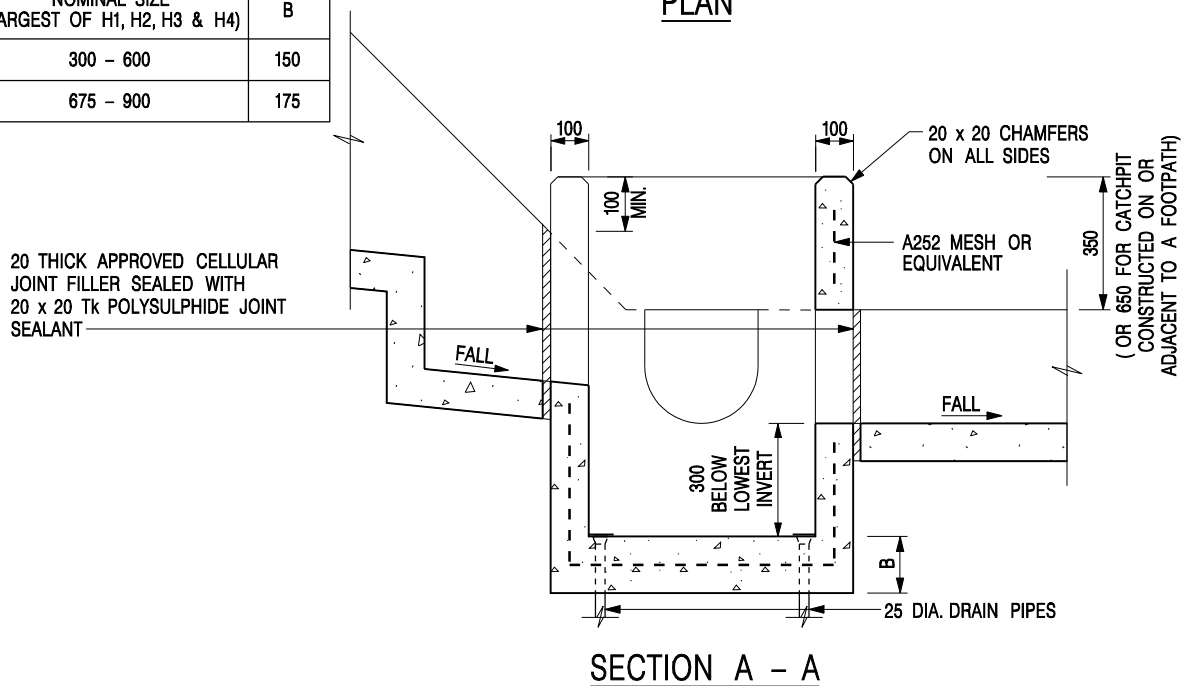 NOMINAL SIZE
ARGEST OF H1, H2, H3 & H4)
B
300 – 600
150
675 – 900
175
PLAN
100
100
20 x 20 CHAMFERS
ON ALL SIDES
100
MIN.
A252 MESH OR
EQUIVALENT
350
( OR 650 FOR CATCHPIT
CONSTRUCTED ON OR
ADJACENT TO A FOOTPATH)
20 THICK APPROVED CELLULAR
JOINT FILLER SEALED WITH
20 x 20 Tk POLYSULPHIDE JOINT
SEALANT
FALL
FALL
300
BELOW
LOWEST
INVERT
B
25 DIA. DRAIN PIPES
SECTION A – A